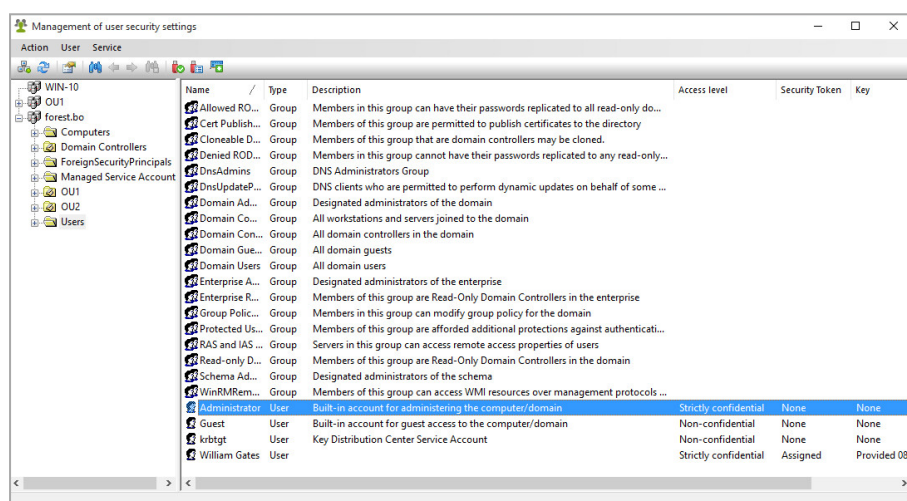 Management of user security settings
Action User Service
WIN-10
OU1
forest.bo
Computers
Domain Controllers
ForeignSecurityPrincipals
Managed Service Account
OU1
OU2
Users
Name / Type Description Access level Security Token Key
Allowed RO... Group Members in this group can have their passwords replicated to all read-only do...
Cert Publish... Group Members of this group are permitted to publish certificates to the directory
Cloneable D... Group Members of this group that are domain controllers may be cloned.
Denied ROD... Group Members in this group cannot have their passwords replicated to any read-only...
DnsAdmins Group DNS Administrators Group
DnsUpdateP... Group DNS clients who are permitted to perform dynamic updates on behalf of some ...
Domain Ad... Group Designated administrators of the domain
Domain Co... Group All workstations and servers joined to the domain
Domain Con... Group All domain controllers in the domain
Domain Gue... Group All domain guests
Domain Users Group All domain users
Enterprise A... Group Designated administrators of the enterprise
Enterprise R... Group Members of this group are Read-Only Domain Controllers in the enterprise
Group Polic... Group Members in this group can modify group policy for the domain
Protected Us... Group Members of this group are afforded additional protections against authenticati...
RAS and IAS ... Group Servers in this group can access remote access properties of users
Read-only D... Group Members of this group are Read-Only Domain Controllers in the domain
Schema Ad... Group Designated administrators of the schema
WinRMRem... Group Members of this group can access WMI resources over management protocols ...
Administrator User Built-in account for administering the computer/domain Strictly confidential None None
Guest User Built-in account for guest access to the computer/domain Non-confidential None None
krbtgt User Key Distribution Center Service Account Non-confidential None None
William Gates User Strictly confidential Assigned Provided 08